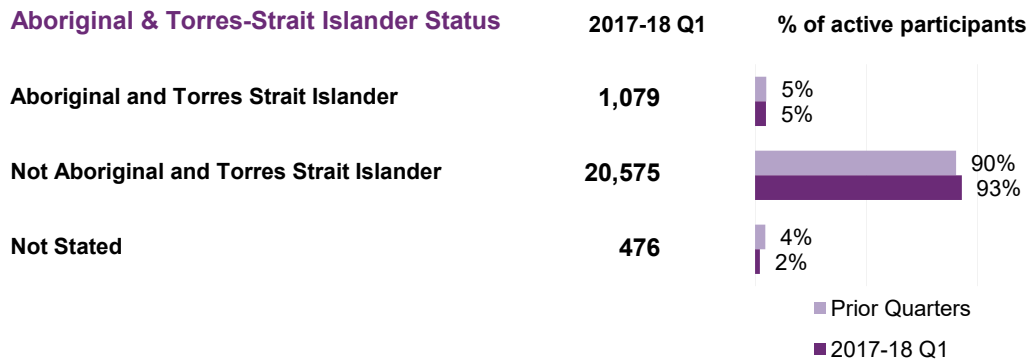 Aboriginal & Torres-Strait Islander Status 2017-18 Q1 % of active participants
Aboriginal and Torres Strait Islander 1,079 5%
5%
Not Aboriginal and Torres Strait Islander 20,575 90%
93%
Not Stated 476 4%
2%
Prior Quarters
2017-18 Q1